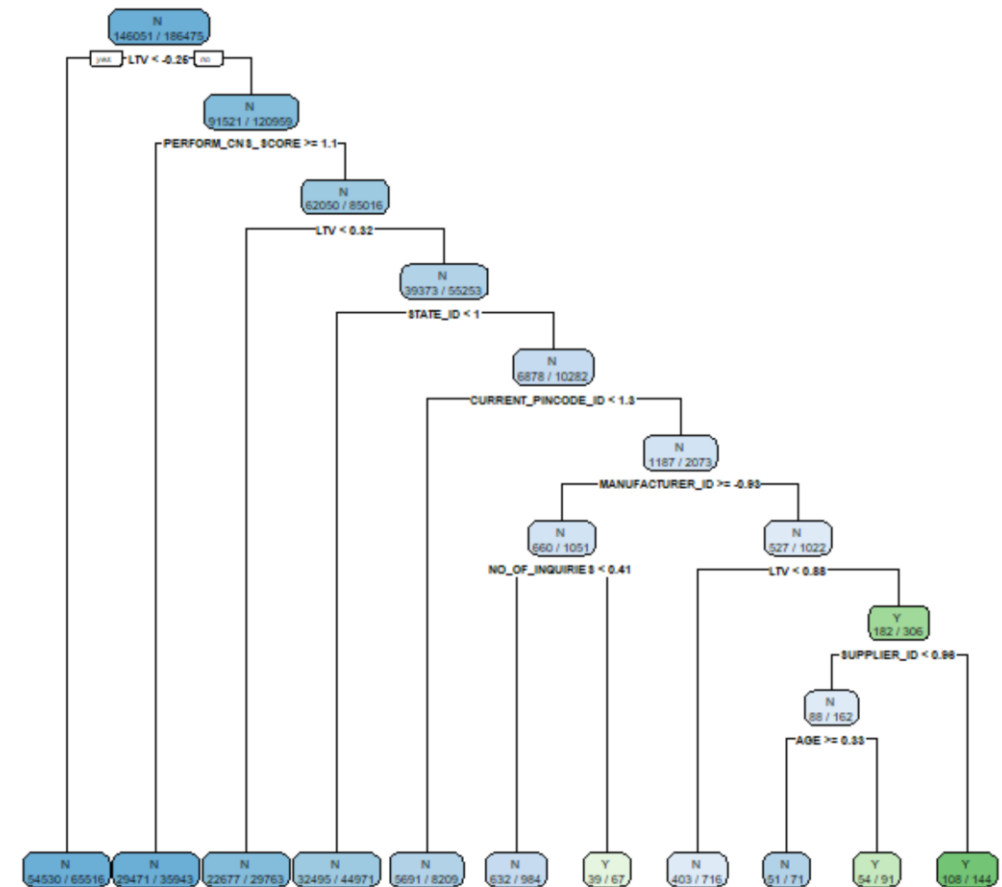 N
146051 / 186475
yes LTV < -0.25 no
N
91521 / 120959
PERFORM_CNS_SCORE >= 1.1
N
62050 / 85016
LTV < 0.32
N
39373 / 55253
STATE_ID < 1
N
6878 / 10282
CURRENT_PINCODE_ID < 1.3
N
1187 / 2073
MANUFACTURER_ID >= -0.93
N
660 / 1051
N
527 / 1022
NO_OF_INQUIRIES < 0.41
LTV < 0.88
Y
182 / 306
SUPPLIER_ID < 0.96
N
88 / 162
AGE >= 0.33
N
54530 / 65516
N
29471 / 35943
N
22677 / 29763
N
32495 / 44971
N
5691 / 8209
N
632 / 984
Y
39 / 67
N
403 / 716
N
51 / 71
Y
54 / 91
Y
108 / 144